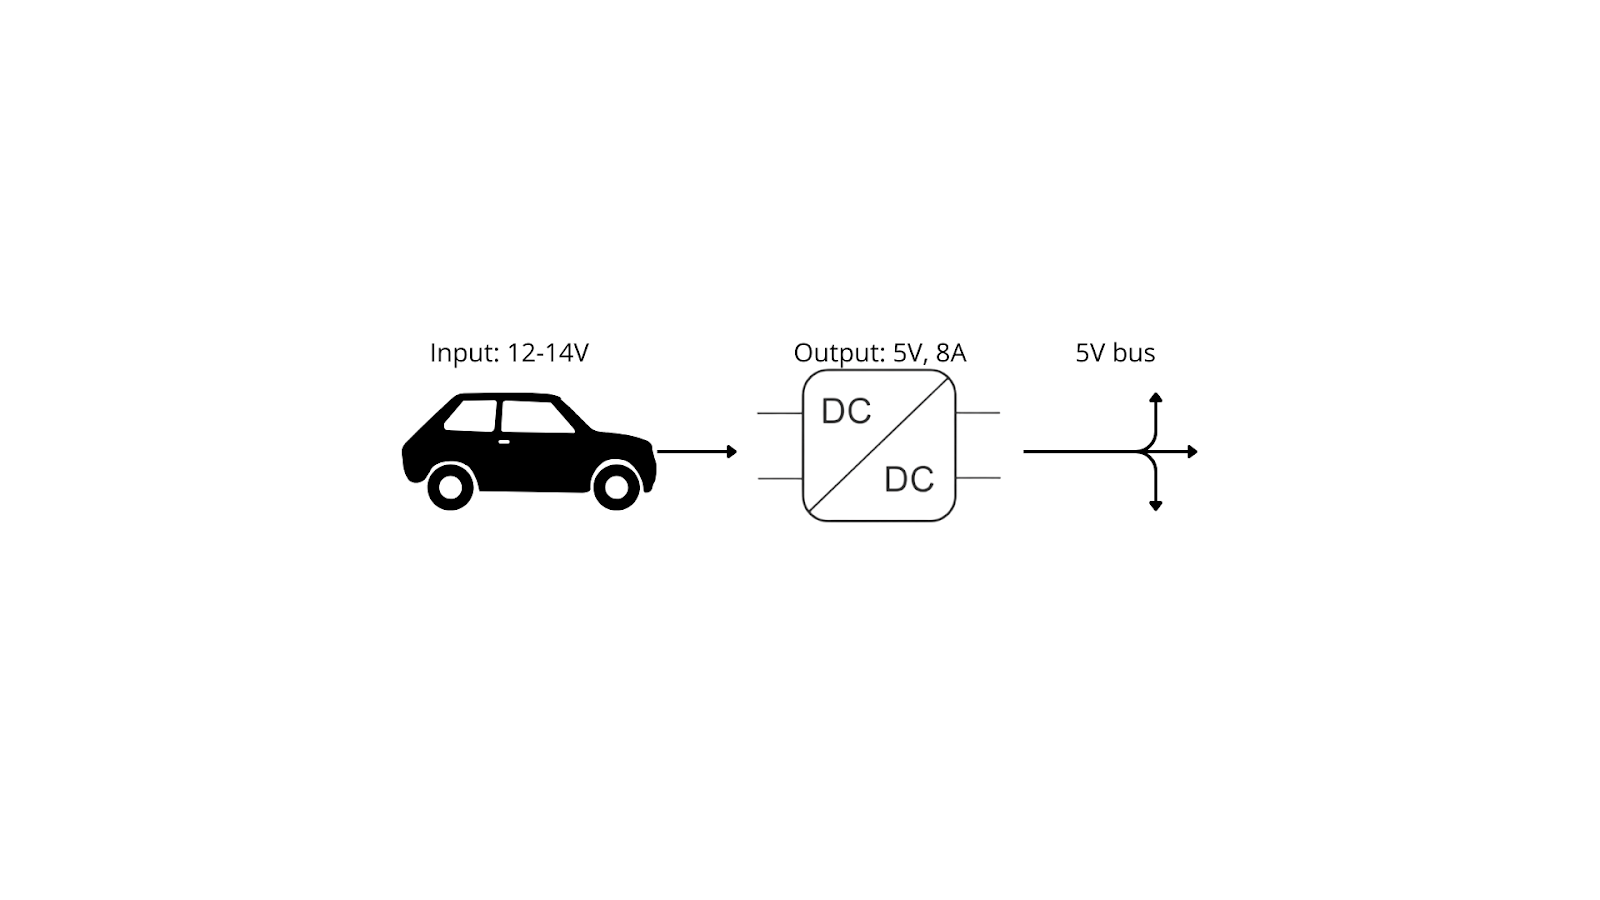 Input: 12-14V
Output: 5V, 8A
5V bus
DC
DC